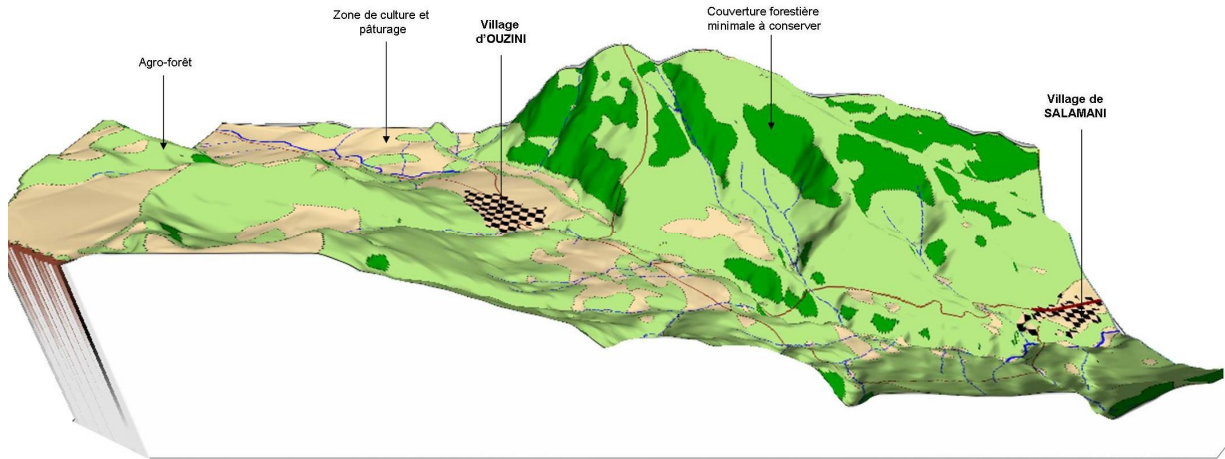 Agro-forêt
Zone de culture et
pâturage
Village
d'OUZINI
Couverture forestière
minimale à conserver
Village de
SALAMANI